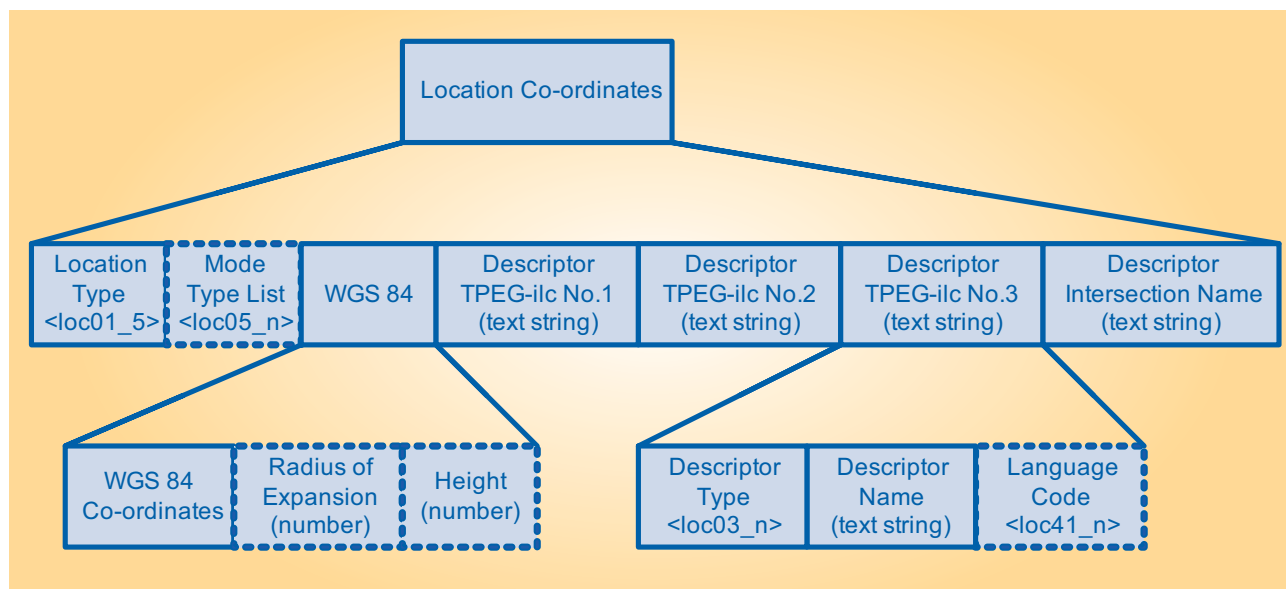 Location Co-ordinates
Location
Type
<loc01_5>
Mode
Type List
<loc05_n>
WGS 84
Descriptor
TPEG-ilc No.1
(text string)
Descriptor
TPEG-ilc No.2
(text string)
Descriptor
TPEG-ilc No.3
(text string)
Descriptor
Intersection Name
(text string)
WGS 84
Co-ordinates
Radius of
Expansion
(number)
Height
(number)
Descriptor
Type
<loc03_n>
Descriptor
Name
(text string)
Language
Code
<loc41_n>